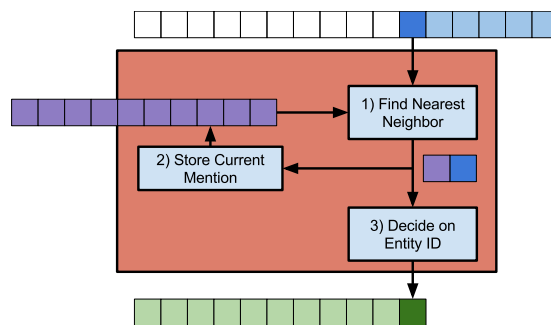 1) Find Nearest
Neighbor
2) Store Current
Mention
3) Decide on
Entity ID